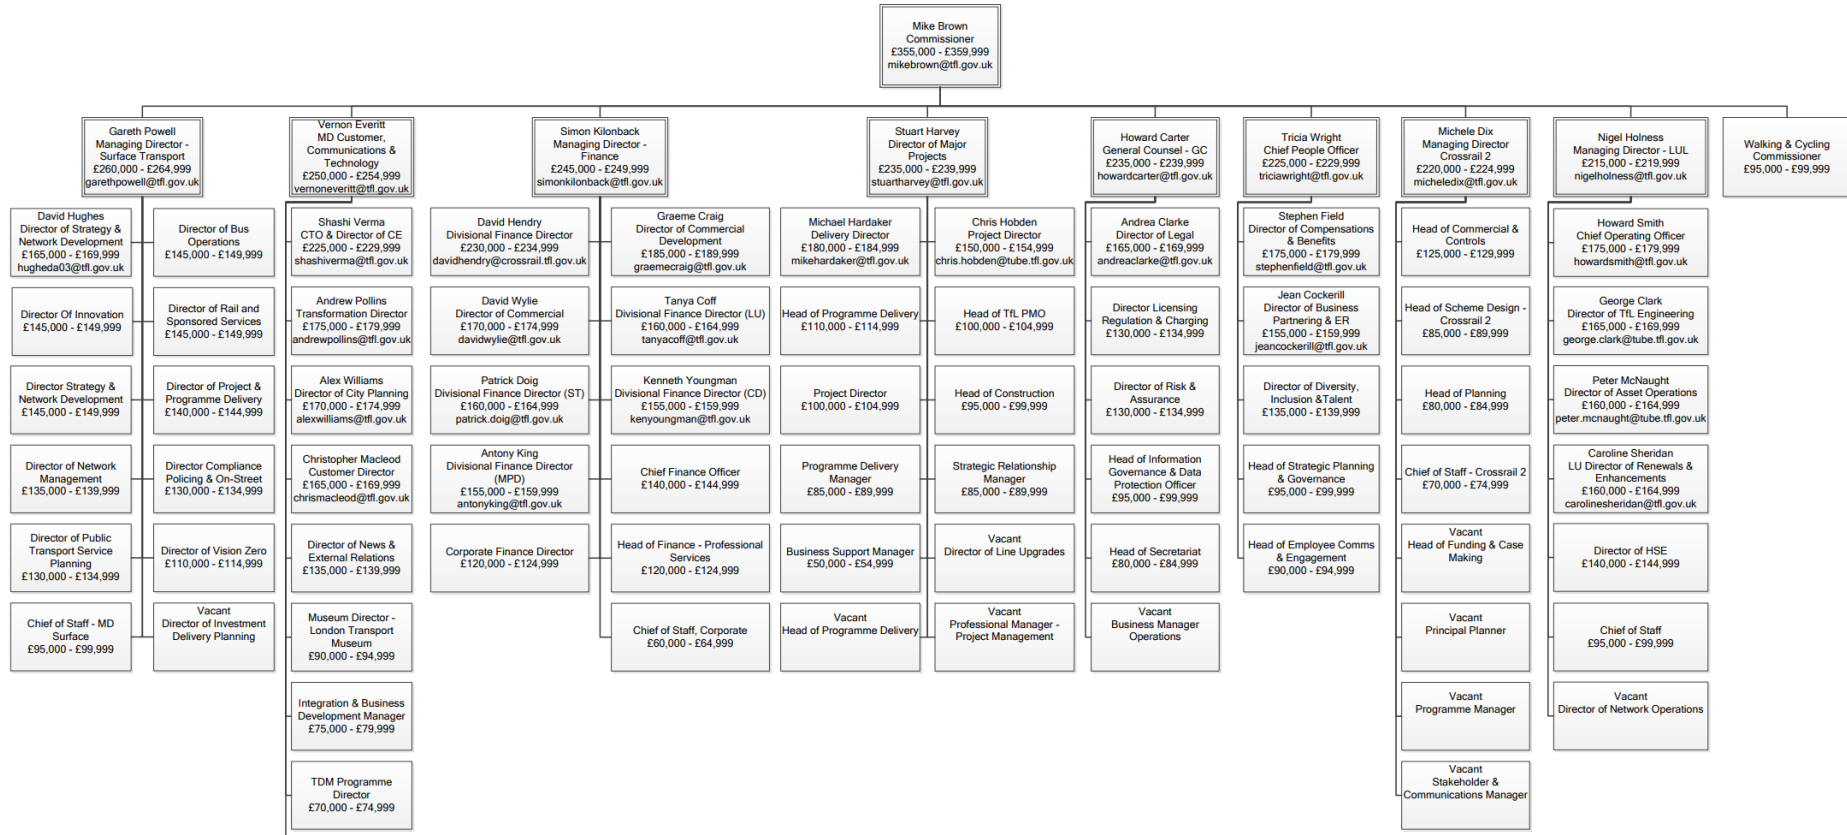 Mike Brown
Commissioner
£355,000 - £359,999
mikebrown@tfl.gov.uk
Gareth Powell
Managing Director -
Surface Transport
£260,000 - £264,999
garethpowell@tfl.gov.uk
Vernon Everitt
MD Customer,
Communications &
Technology
£250,000 - £254,999
vernoneveritt@tfl.gov.uk
Simon Kilonback
Managing Director -
Finance
£245,000 - £249,999
simonkilonback@tfl.gov.uk
Stuart Harvey
Director of Major
Projects
£235,000 - £239,999
stuartharvey@tfl.gov.uk
Howard Carter
General Counsel - GC
£235,000 - £239,999
howardcarter@tfl.gov.uk
Tricia Wright
Chief People Officer
£225,000 - £229,999
triciawright@tfl.gov.uk
Michele Dix
Managing Director
Crossrail 2
£220,000 - £224,999
micheledix@tfl.gov.uk
Nigel Holness
Managing Director - LUL
£215,000 - £219,999
nigelholness@tfl.gov.uk
Walking & Cycling
Commissioner
£95,000 - £99,999
David Hughes
Director of Strategy &
Network Development
£165,000 - £169,999
hugheda03@tfl.gov.uk
Director of Bus
Operations
£145,000 - £149,999
Director Of Innovation
£145,000 - £149,999
Director of Rail and
Sponsored Services
£145,000 - £149,999
Director Strategy &
Network Development
£145,000 - £149,999
Director of Project &
Programme Delivery
£140,000 - £144,999
Director of Network
Management
£135,000 - £139,999
Director Compliance
Policing & On-Street
£130,000 - £134,999
Director of Public
Transport Service
Planning
£130,000 - £134,999
Director of Vision Zero
£110,000 - £114,999
Chief of Staff - MD
Surface
£95,000 - £99,999
Vacant
Director of Investment
Delivery Planning
Shashi Verma
CTO & Director of CE
£225,000 - £229,999
shashiverma@tfl.gov.uk
Andrew Pollins
Transformation Director
£175,000 - £179,999
andrewpollins@tfl.gov.uk
Alex Williams
Director of City Planning
£170,000 - £174,999
alexwilliams@tfl.gov.uk
Christopher Macleod
Customer Director
£165,000 - £169,999
chrismacleod@tfl.gov.uk
Director of News &
External Relations
£135,000 - £139,999
Museum Director -
London Transport
Museum
£90,000 - £94,999
Integration & Business
Development Manager
£75,000 - £79,999
TDM Programme
Director
£70,000 - £74,999
David Hendry
Divisional Finance Director
£230,000 - £234,999
davidhendry@crossrail.tfl.gov.uk
Graeme Craig
Director of Commercial
Development
£185,000 - £189,999
graemecraig@tfl.gov.uk
David Wylie
Director of Commercial
£170,000 - £174,999
davidwylie@tfl.gov.uk
Tanya Coff
Divisional Finance Director (LU)
£160,000 - £164,999
tanyacoff@tfl.gov.uk
Patrick Doig
Divisional Finance Director (ST)
£160,000 - £164,999
patrick.doig@tfl.gov.uk
Kenneth Youngman
Divisional Finance Director (CD)
£155,000 - £159,999
kenyoungman@tfl.gov.uk
Antony King
Divisional Finance Director
(MPD)
£155,000 - £159,999
antonyking@tfl.gov.uk
Chief Finance Officer
£140,000 - £144,999
Corporate Finance Director
£120,000 - £124,999
Head of Finance - Professional
Services
£120,000 - £124,999
Chief of Staff, Corporate
£60,000 - £64,999
Michael Hardaker
Delivery Director
£180,000 - £184,999
mikehardaker@tfl.gov.uk
Chris Hobden
Project Director
£150,000 - £154,999
chris.hobden@tube.tfl.gov.uk
Head of Programme Delivery
£110,000 - £114,999
Head of TfL PMO
£100,000 - £104,999
Project Director
£100,000 - £104,999
Head of Construction
£95,000 - £99,999
Programme Delivery
Manager
£85,000 - £89,999
Strategic Relationship
Manager
£85,000 - £89,999
Business Support Manager
£50,000 - £54,999
Vacant
Director of Line Upgrades
Vacant
Head of Programme Delivery
Vacant
Professional Manager -
Project Management
Andrea Clarke
Director of Legal
£165,000 - £169,999
andreaclarke@tfl.gov.uk
Director Licensing
Regulation & Charging
£130,000 - £134,999
Director of Risk &
Assurance
£130,000 - £134,999
Head of Information
Governance & Data
Protection Officer
£95,000 - £99,999
Head of Secretariat
£80,000 - £84,999
Vacant
Business Manager
Operations
Stephen Field
Director of Compensations
& Benefits
£175,000 - £179,999
stephenfield@tfl.gov.uk
Jean Cockerill
Director of Business
Partnering & ER
£155,000 - £159,999
jeancockerill@tfl.gov.uk
Director of Diversity,
Inclusion &Talent
£135,000 - £139,999
Head of Strategic Planning
& Governance
£95,000 - £99,999
Head of Employee Comms
& Engagement
£90,000 - £94,999
Head of Commercial &
Controls
£125,000 - £129,999
Head of Scheme Design -
Crossrail 2
£85,000 - £89,999
Head of Planning
£80,000 - £84,999
Chief of Staff - Crossrail 2
£70,000 - £74,999
Vacant
Head of Funding & Case
Making
Vacant
Principal Planner
Vacant
Programme Manager
Vacant
Stakeholder &
Communications Manager
Howard Smith
Chief Operating Officer
£175,000 - £179,999
howardsmith@tfl.gov.uk
George Clark
Director of TfL Engineering
£165,000 - £169,999
george.clark@tube.tfl.gov.uk
Peter McNaught
Director of Asset Operations
£160,000 - £164,999
peter.mcnaught@tube.tfl.gov.uk
Caroline Sheridan
LU Director of Renewals &
Enhancements
£160,000 - £164,999
carolinesheridan@tfl.gov.uk
Director of HSE
£140,000 - £144,999
Chief of Staff
£95,000 - £99,999
Vacant
Director of Network Operations